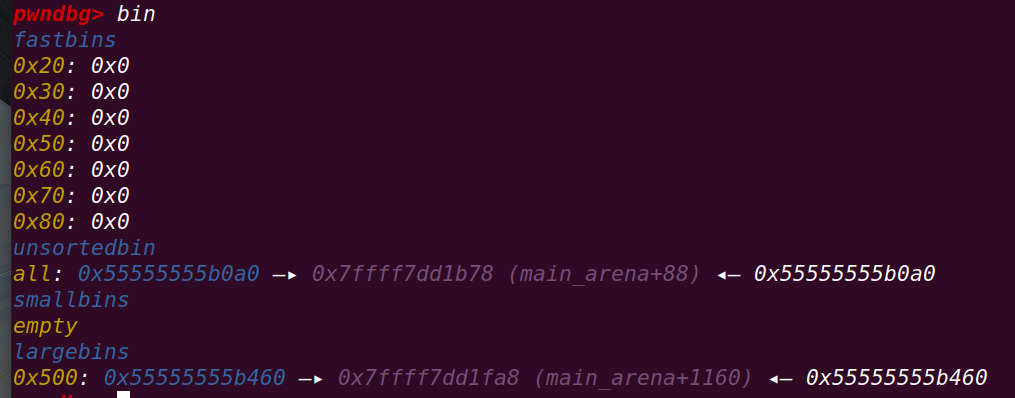 pwndbg> bin
fastbins
0x20: 0x0
0x30: 0x0
0x40: 0x0
0x50: 0x0
0x60: 0x0
0x70: 0x0
0x80: 0x0
unsortedbin
all: 0x55555555b0a0 —▸ 0x7ffff7dd1b78 (main_arena+88) ◂— 0x55555555b0a0
smallbins
empty
largebins
0x500: 0x55555555b460 —▸ 0x7ffff7dd1fa8 (main_arena+1160) ◂— 0x55555555b460